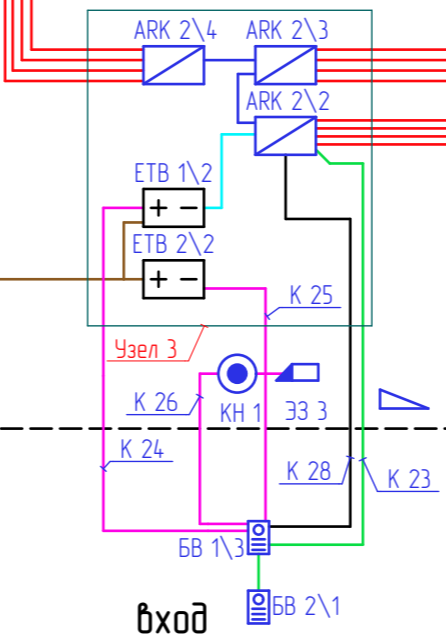 ARK 2\4 ARK 2\3
ARK 2\2
ETB 1\2
+ -
ETB 2\2
+ -
К 25
Узел 3
К 26 КН 1 ЭЗ 3
К 24
К 28 К 23
БВ 1\3
БВ 2\1
вход